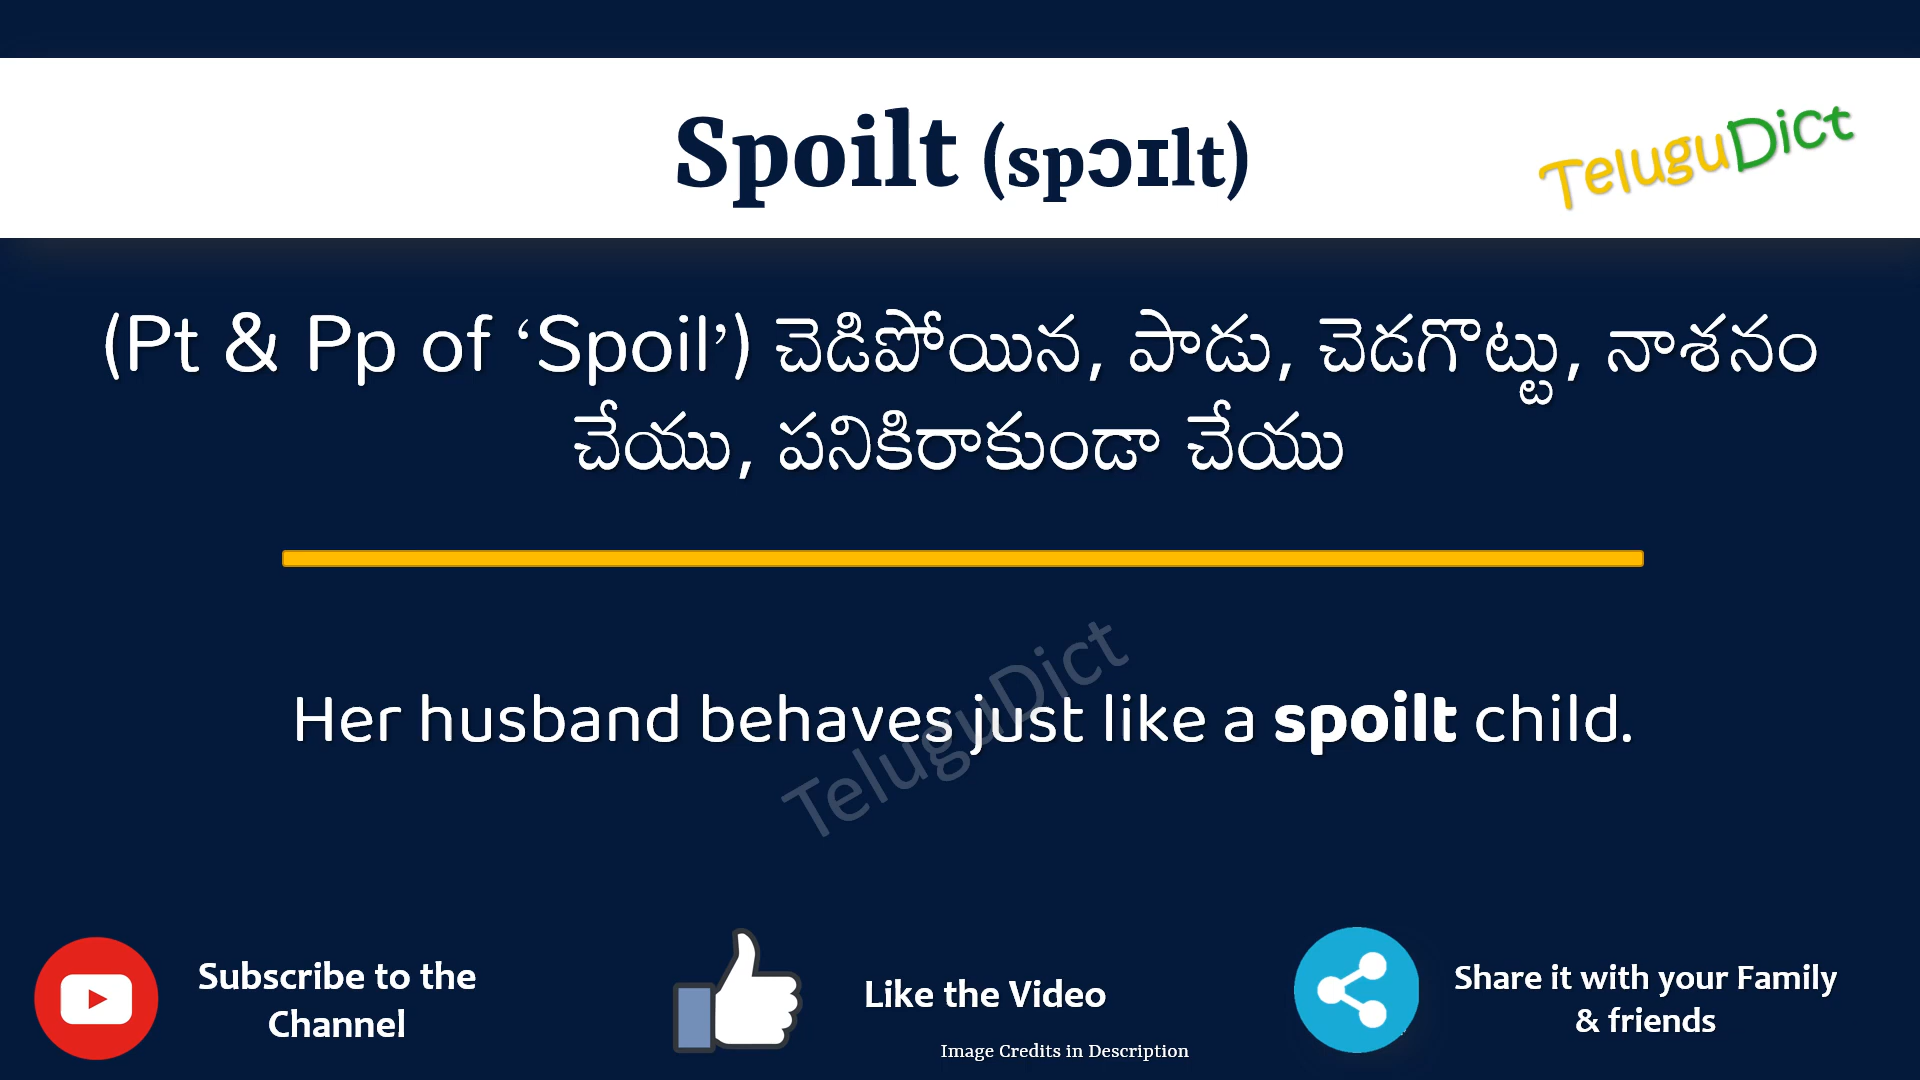 Spoilt (spɔɪlt)
TeluguDict
(Pt & Pp of ‘Spoil’) చెడిపోయిన, పాడు, చెడగొట్టు, నాశనం
చేయు, పనికిరాకుండా చేయు
TeluguDict
Her husband behaves just like a spoilt child.
Subscribe to the
Channel
Like the Video
Share it with your Family
& friends
Image Credits in Description